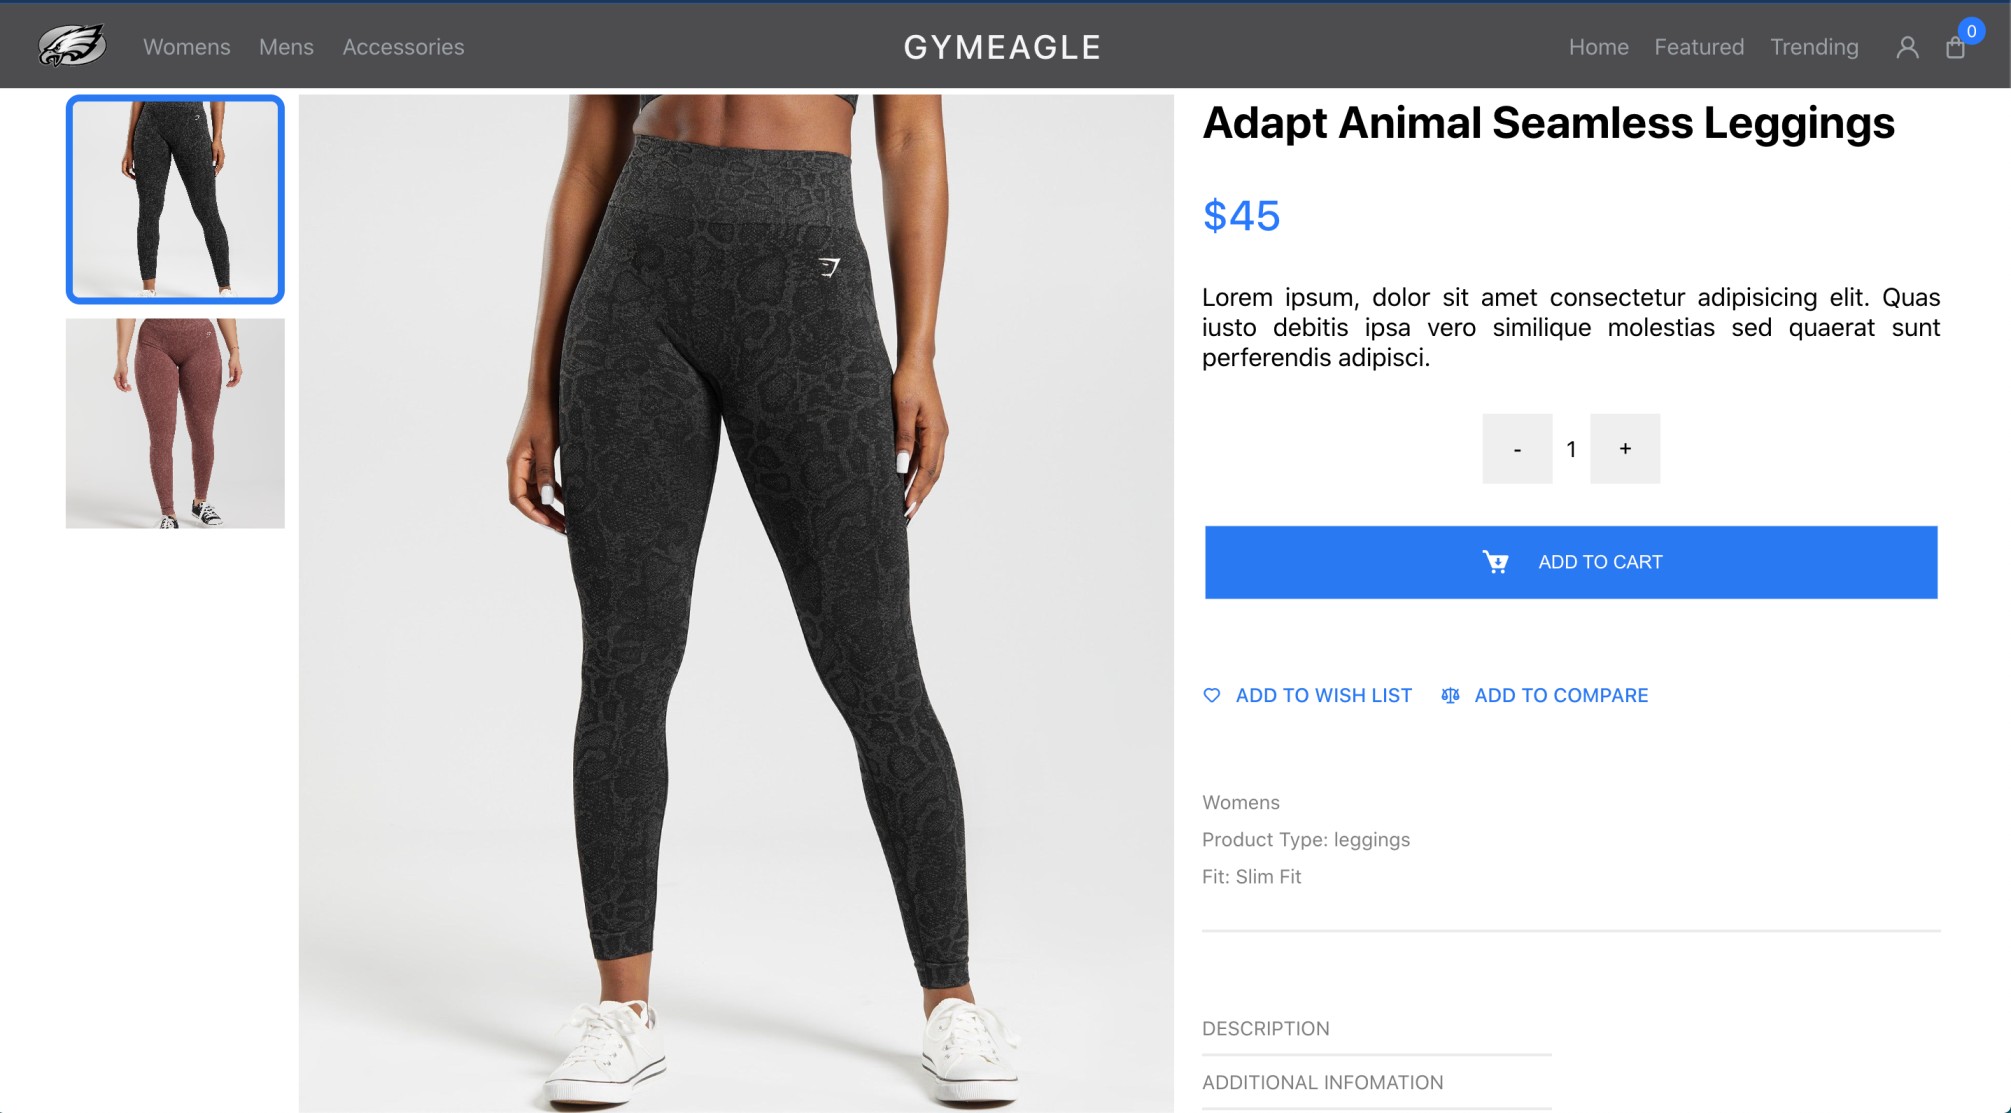 Womens Mens Accessories GYMEAGLE Home Featured Trending 0
Adapt Animal Seamless Leggings
$45
Lorem ipsum, dolor sit amet consectetur adipisicing elit. Quas
iusto debitis ipsa vero similique molestias sed quaerat sunt
perferendis adipisci.
- 1 +
ADD TO CART
ADD TO WISH LIST ADD TO COMPARE
Womens
Product Type: leggings
Fit: Slim Fit
DESCRIPTION
ADDITIONAL INFOMATION